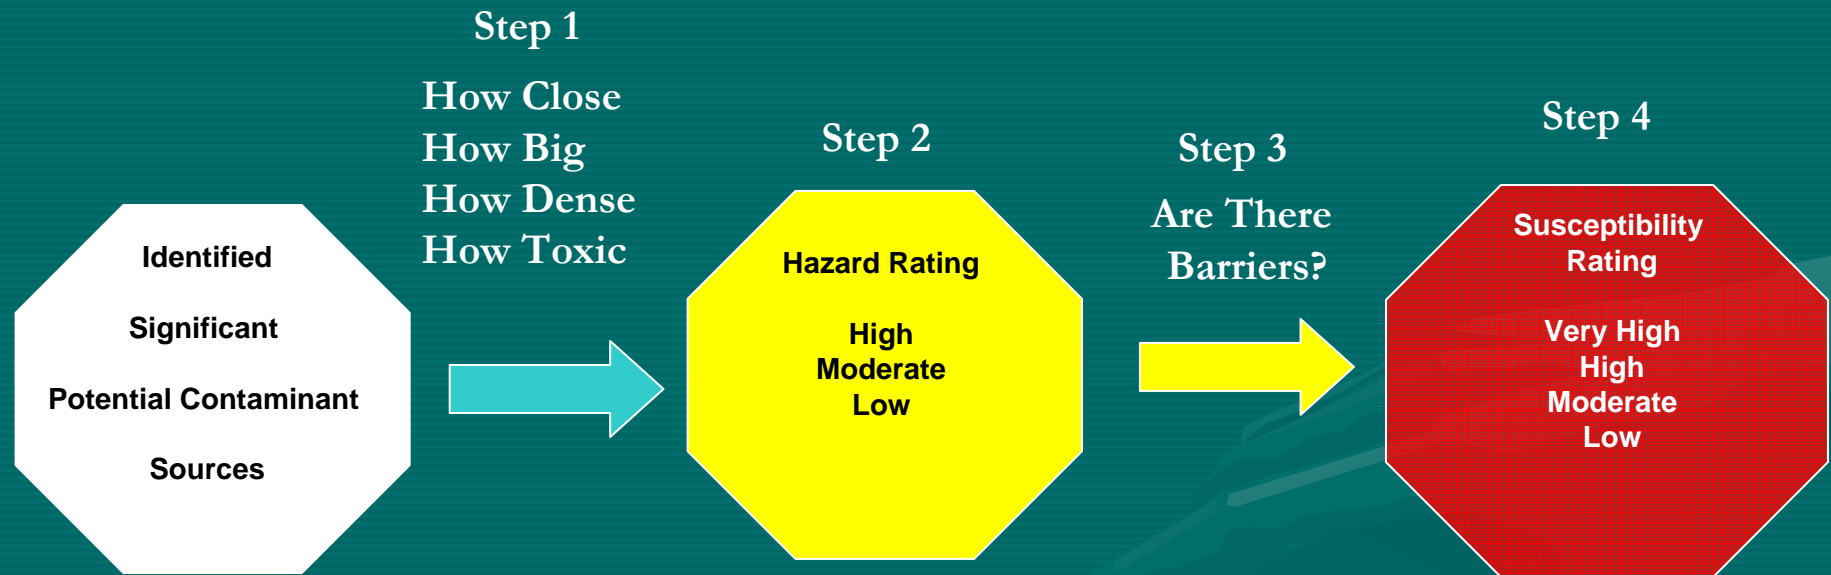 Step 1
How Close
How Big
How Dense
How Toxic
Step 2
Step 3
Are There
Barriers?
Step 4
Identified
Significant
Potential Contaminant
Sources
Hazard Rating
High
Moderate
Low
Susceptibility
Rating
Very High
High
Moderate
Low